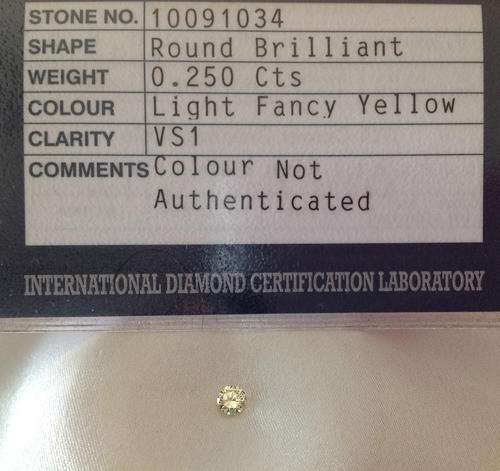 STONE NO. 10091034
SHAPE Round Brilliant
WEIGHT 0.250 Cts
COLOUR Light Fancy Yellow
CLARITY VS1
COMMENTS Colour Not
Authenticated
INTERNATIONAL DIAMOND CERTIFICATION LABORATORY